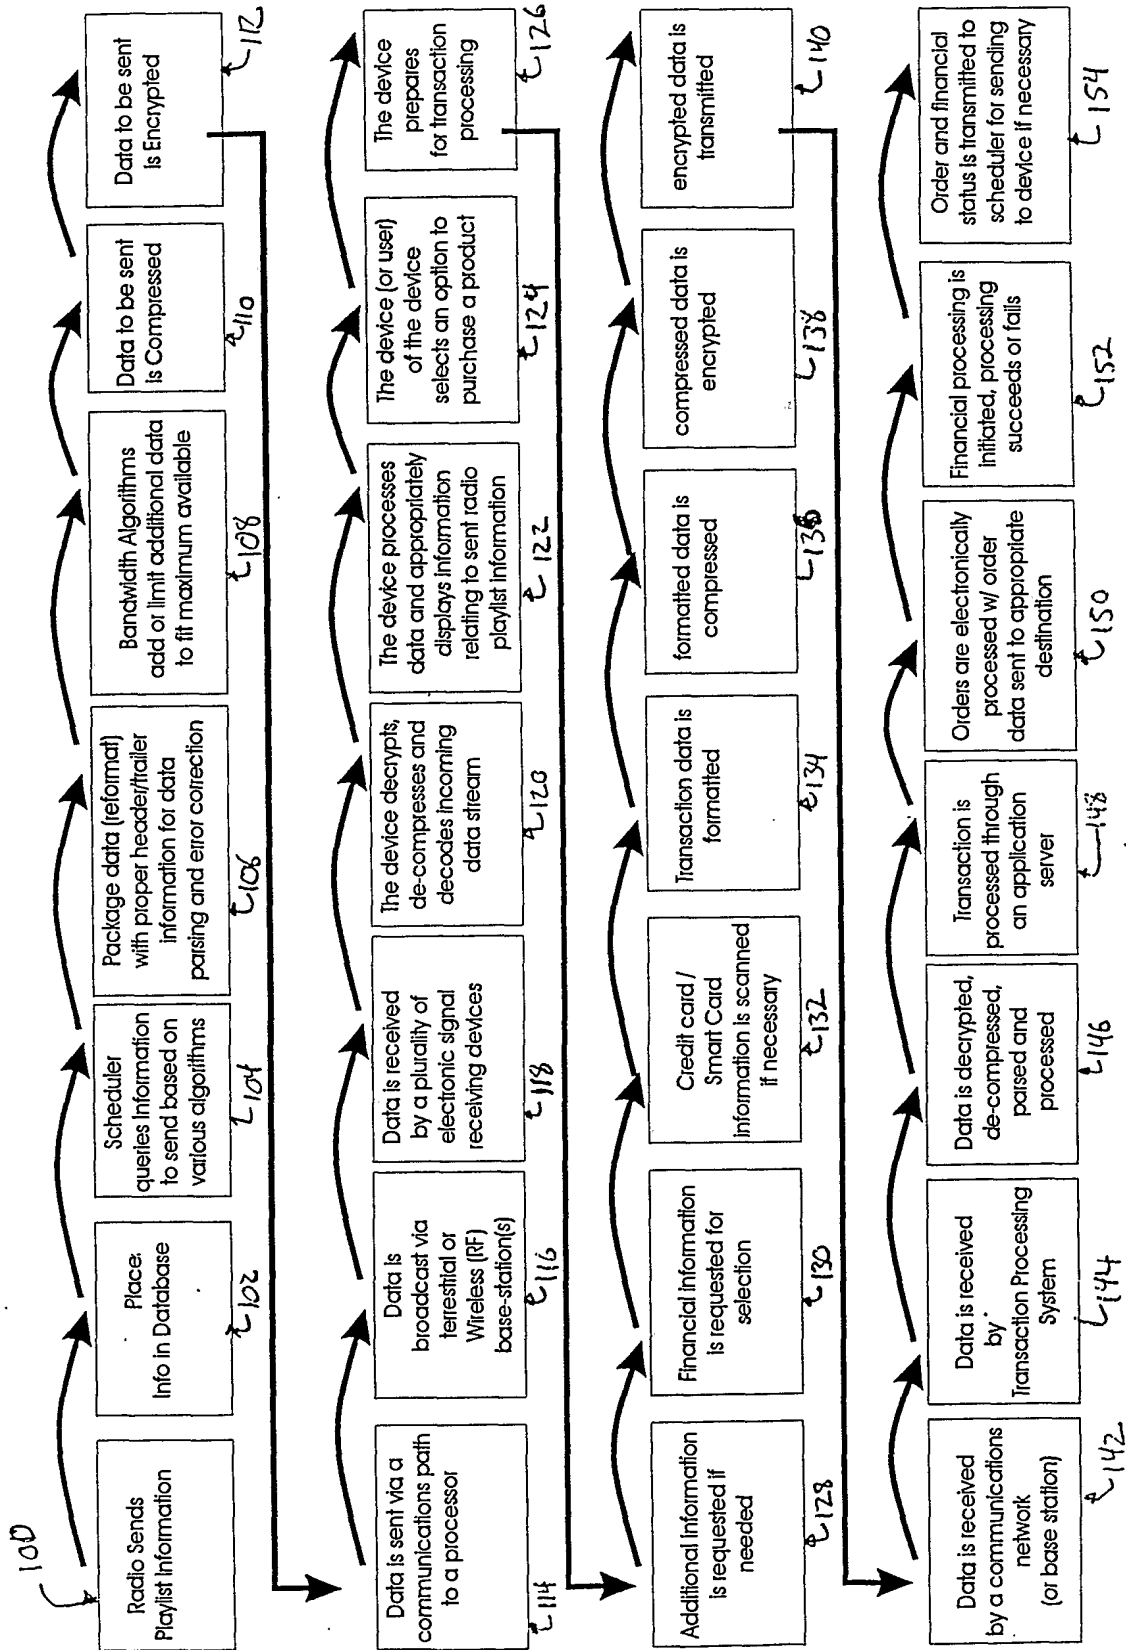 100
Radio Sends
Playlist Information
Place
Info in Database
102
Scheduler
queries Information
to send based on
various algorithms
104
Package data (reformat)
with proper header/trailer
information for data
parsing and error correction
106
Bandwidth Algorithms
add or limit additional data
to fit maximum available
108
Data to be sent
is Compressed
110
Data to be sent
is Encrypted
112
Data is sent via a
communications path
to a processor
114
Data is
broadcast via
terrestrial or
Wireless (RF)
base-station(s)
116
Data is received
by a plurality of
electronic signal
receiving devices
118
The device decrypts,
de-compresses and
decodes incoming
data stream
120
The device processes
data and appropriately
displays information
relating to sent radio
playlist information
122
The device (or user)
of the device
selects an option to
purchase a product
124
The device
prepares
for transaction
processing
126
Additional Information
is requested if
needed
128
Financial information
is requested for
selection
130
Credit card /
Smart Card
information is scanned
if necessary
132
Transaction data is
formatted
134
formatted data is
compressed
compressed data is
encrypted
138
encrypted data is
transmitted
140
Data is received
by a communications
network
(or base station)
142
Data is received
by
Transaction Processing
System
144
Data is decrypted,
de-compressed,
parsed and
processed
146
Transaction is
processed through
an application
server
148
Orders are electronically
processed w/ order
data sent to appropriate
destination
150
Financial processing is
initiated, processing
succeeds or fails
152
Order and financial
status is transmitted to
scheduler for sending
to device if necessary
154